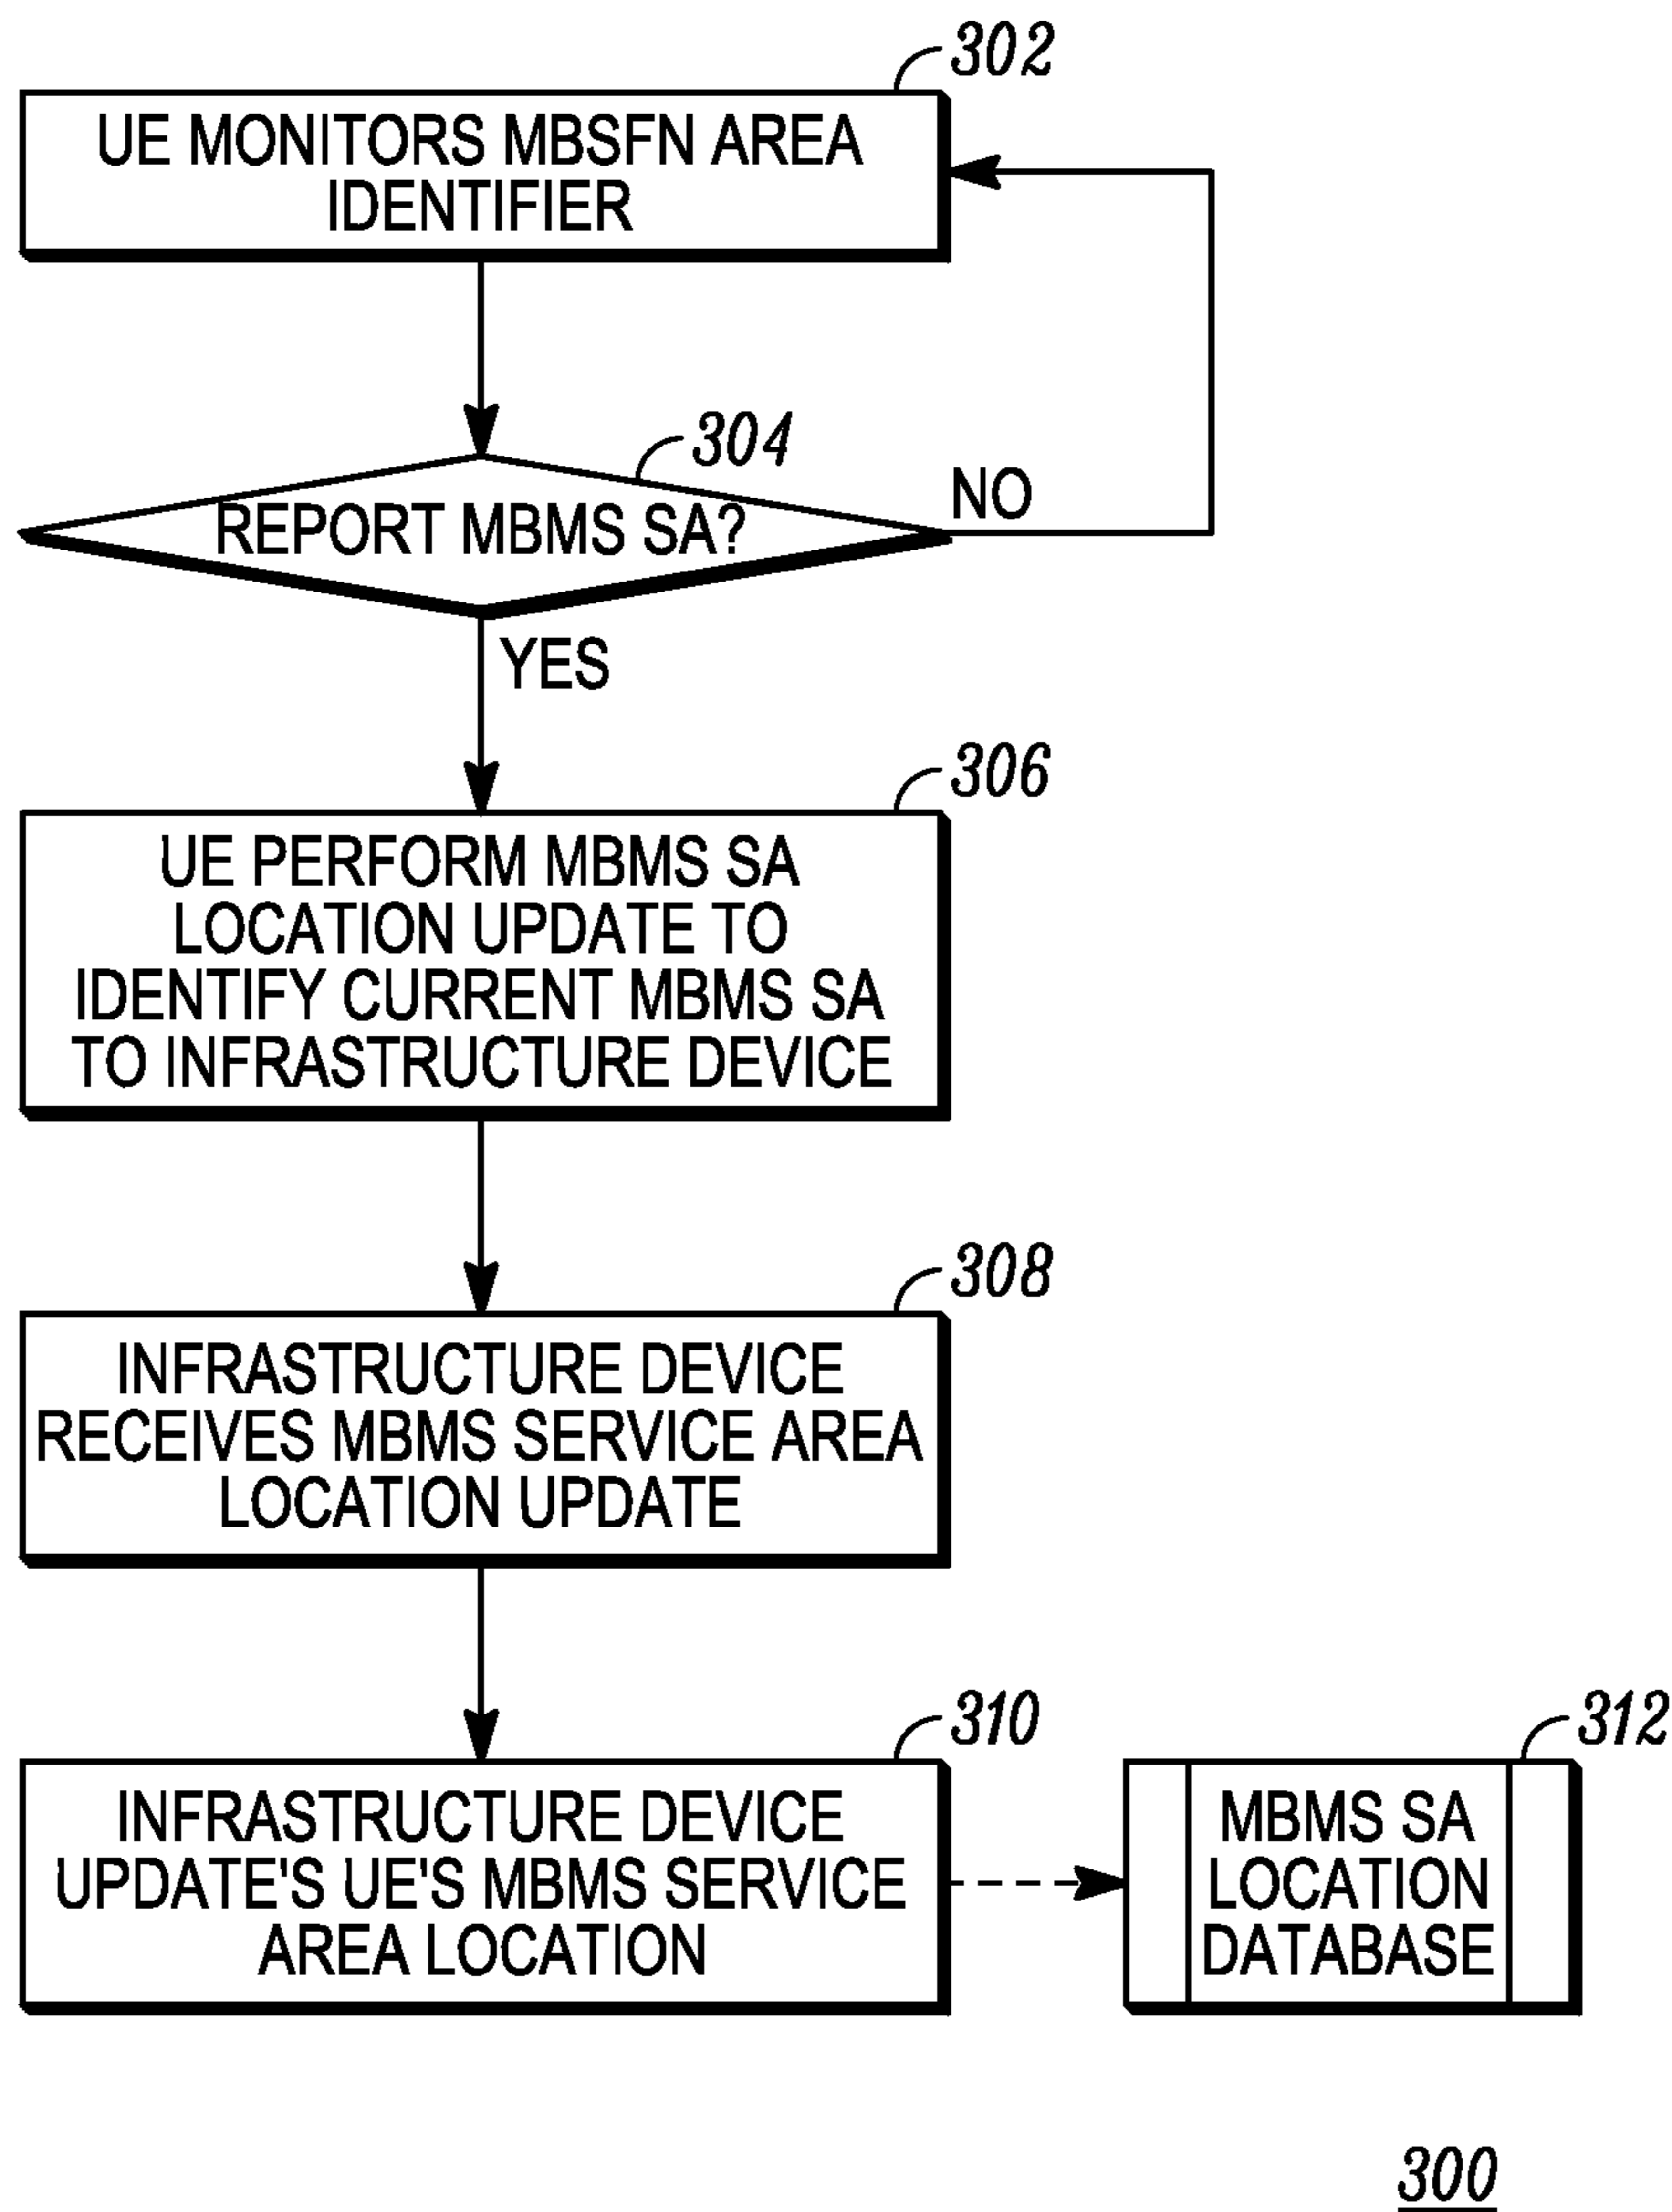 302
UE MONITORS MBSFN AREA
IDENTIFIER
304
REPORT MBMS SA?
NO
YES
306
UE PERFORM MBMS SA
LOCATION UPDATE TO
IDENTIFY CURRENT MBMS SA
TO INFRASTRUCTURE DEVICE
308
INFRASTRUCTURE DEVICE
RECEIVES MBMS SERVICE AREA
LOCATION UPDATE
310
INFRASTRUCTURE DEVICE
UPDATE'S UE'S MBMS SERVICE
AREA LOCATION
312
MBMS SA
LOCATION
DATABASE
300